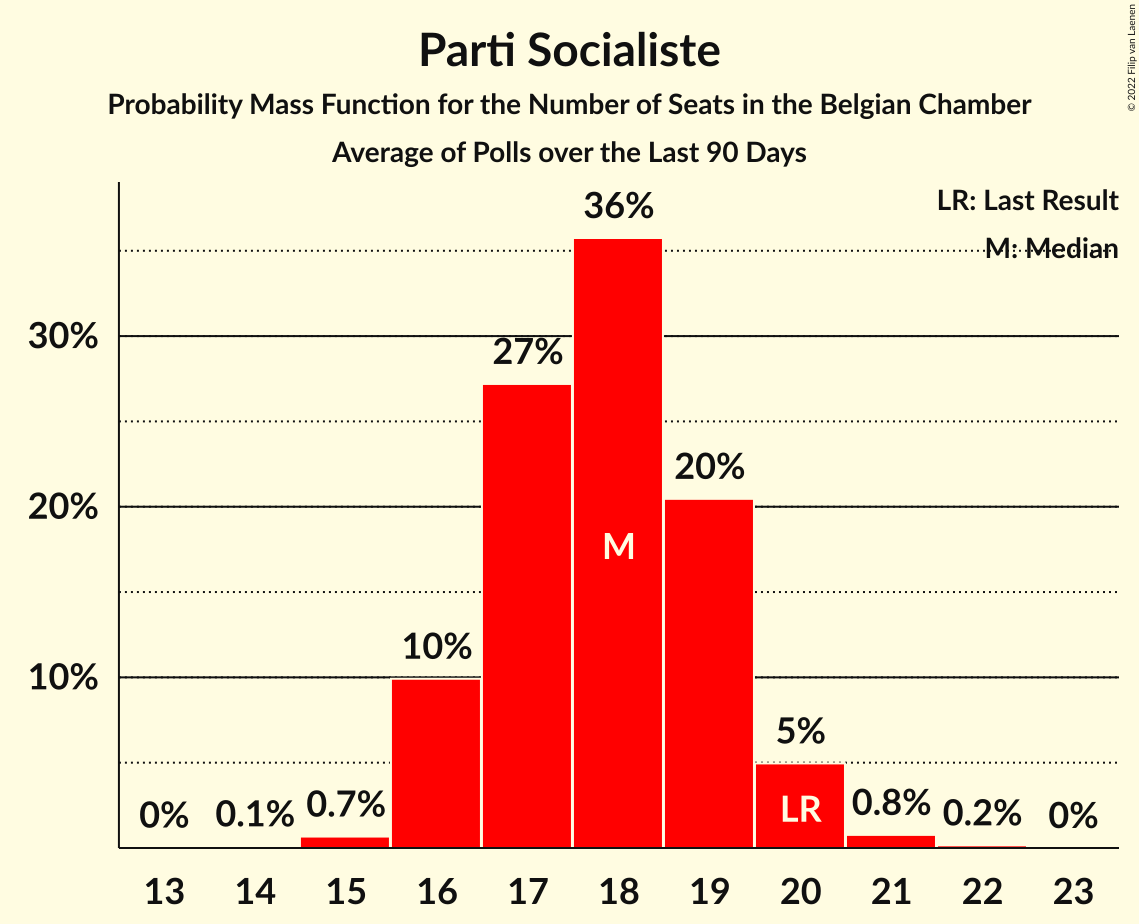 Parti Socialiste
Probability Mass Function for the Number of Seats in the Belgian Chamber
Average of Polls over the Last 90 Days
© 2022 Filip van Laenen
LR: Last Result
M: Median
30%
20%
10%
0%
0.1%
0.7%
10%
27%
36%
20%
5%
0.8%
0.2%
0%
M
LR
13 14 15 16 17 18 19 20 21 22 23